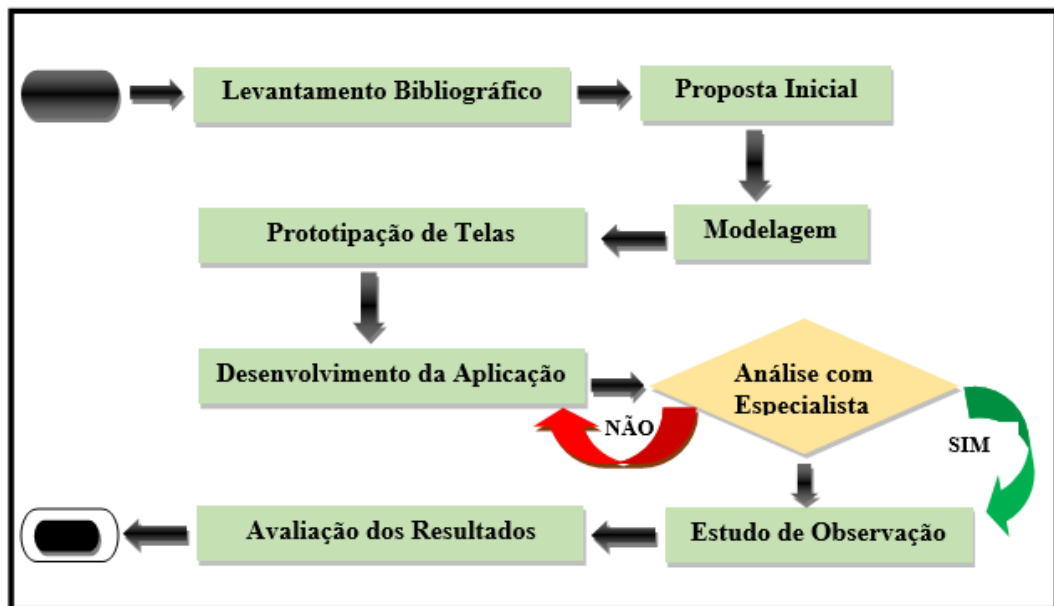 Levantamento Bibliográfico
Proposta Inicial
Modelagem
Prototipação de Telas
Desenvolvimento da Aplicação
Análise com
Especialista
NÃO
SIM
Estudo de Observação
Avaliação dos Resultados